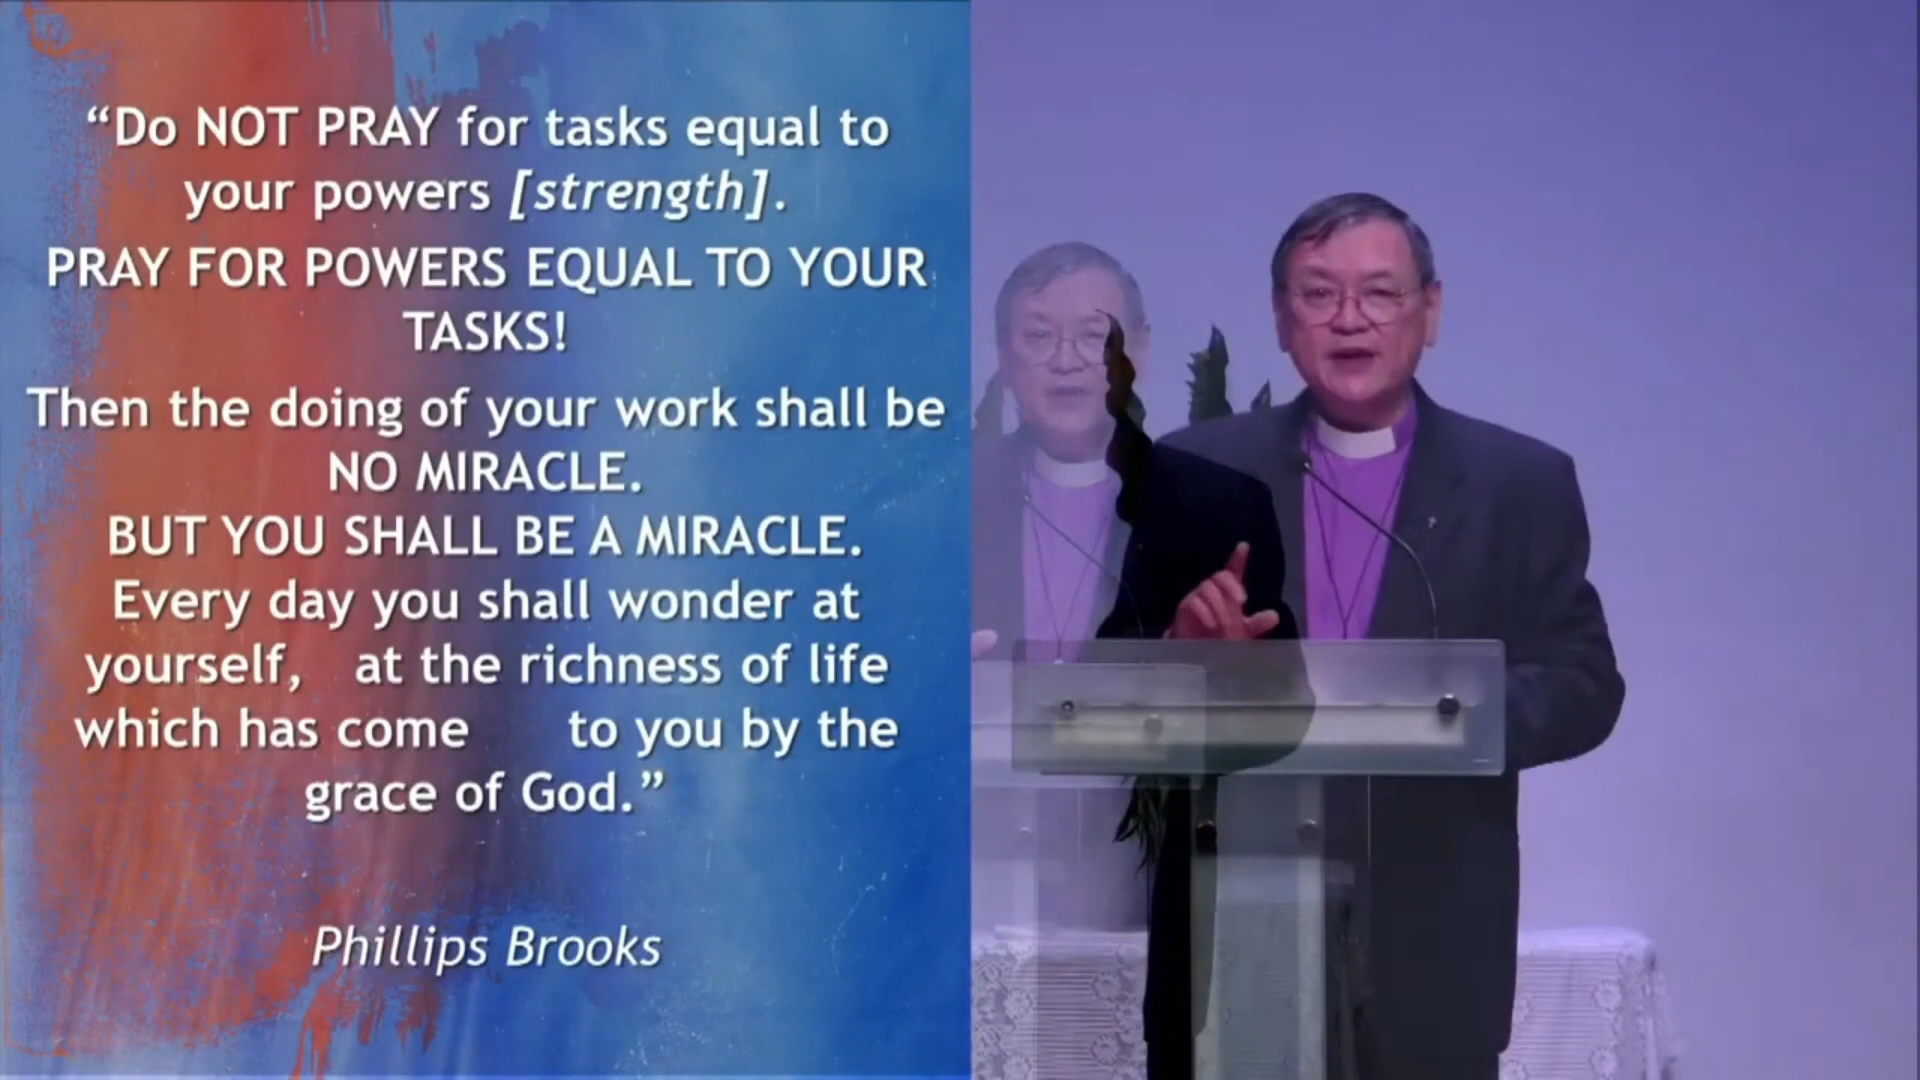 “Do NOT PRAY for tasks equal to
your powers [strength].
PRAY FOR POWERS EQUAL TO YOUR
TASKS!
Then the doing of your work shall be
NO MIRACLE.
BUT YOU SHALL BE A MIRACLE.
Every day you shall wonder at
yourself, at the richness of life
which has come to you by the
grace of God.”
Phillips Brooks